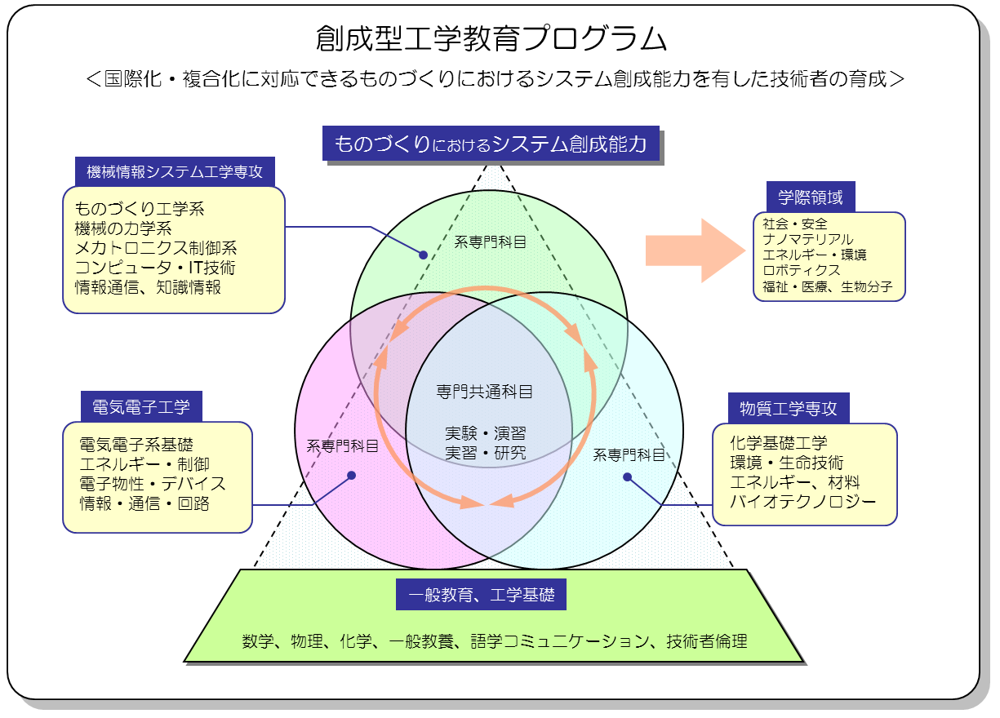 創成型工学教育プログラム
＜国際化・複合化に対応できるものづくりにおけるシステム創成能力を有した技術者の育成＞
ものづくりにおけるシステム創成能力
機械情報システム工学専攻
ものづくり工学系
機械の力学系
メカトロニクス制御系
コンピュータ・IT技術
情報通信、知識情報
系専門科目
学際領域
社会・安全
ナノマテリアル
エネルギー・環境
ロボティクス
福祉・医療、生物分子
電気電子工学
電気電子系基礎
エネルギー・制御
電子物性・デバイス
情報・通信・回路
系専門科目
専門共通科目
実験・演習
実習・研究
系専門科目
物質工学専攻
化学基礎工学
環境・生命技術
エネルギー、材料
バイオテクノロジー
一般教育、工学基礎
数学、物理、化学、一般教養、語学コミュニケーション、技術者倫理